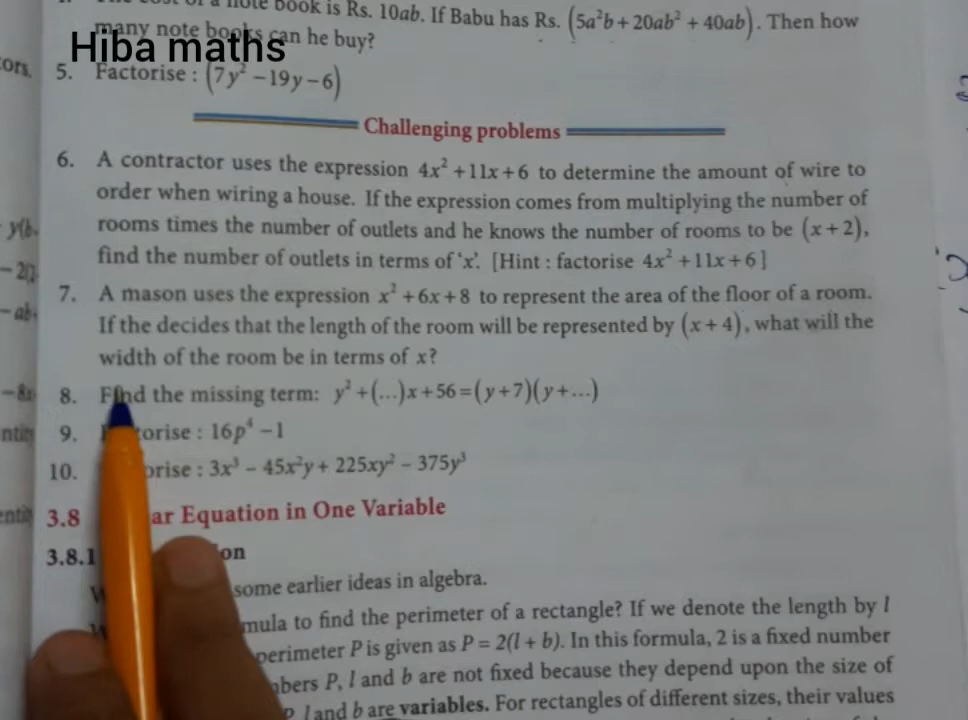 The cost of a note book is Rs. 10ab. If Babu has Rs. (5a²b + 20ab² + 40ab). Then how
many note books can he buy?
Hiba maths
tors.
5. Factorise : (7y² − 19y − 6)
Challenging problems
6. A contractor uses the expression 4x² + 11x + 6 to determine the amount of wire to
order when wiring a house. If the expression comes from multiplying the number of
rooms times the number of outlets and he knows the number of rooms to be (x + 2),
find the number of outlets in terms of 'x'. [Hint : factorise 4x² + 11x + 6]
7. A mason uses the expression x² + 6x + 8 to represent the area of the floor of a room.
If the decides that the length of the room will be represented by (x + 4), what will the
width of the room be in terms of x?
8. Find the missing term: y² + (...)x + 56 = (y + 7)(y + ...)
9. torise : 16p⁴ − 1
10. orise : 3x³ − 45x²y + 225xy² − 375y³
3.8 ar Equation in One Variable
3.8.1 on
some earlier ideas in algebra.
mula to find the perimeter of a rectangle? If we denote the length by l
perimeter P is given as P = 2(l + b). In this formula, 2 is a fixed number
bers P, l and b are not fixed because they depend upon the size of
P, l and b are variables. For rectangles of different sizes, their values